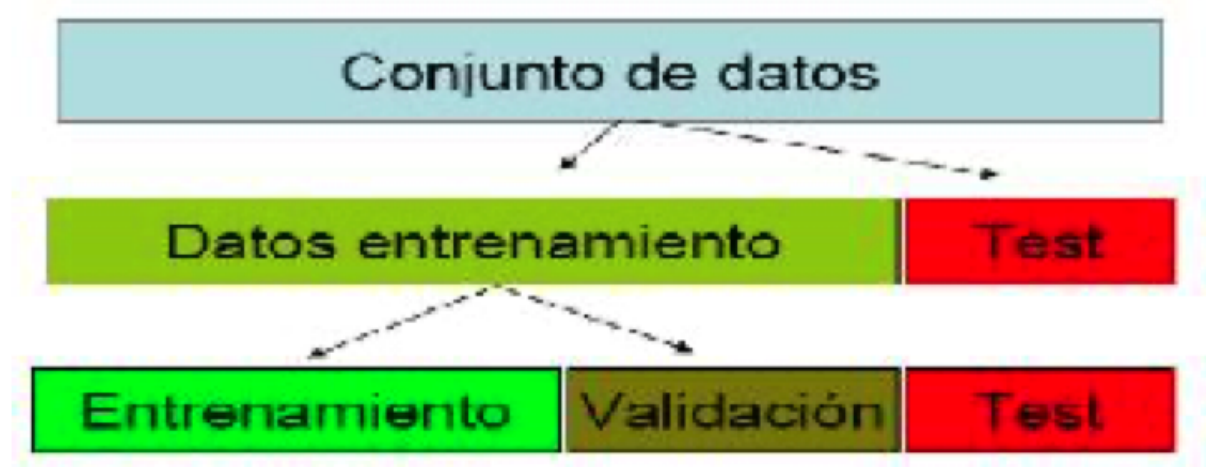 Conjunto de datos
Datos entrenamiento Test
Entrenamiento Validación Test